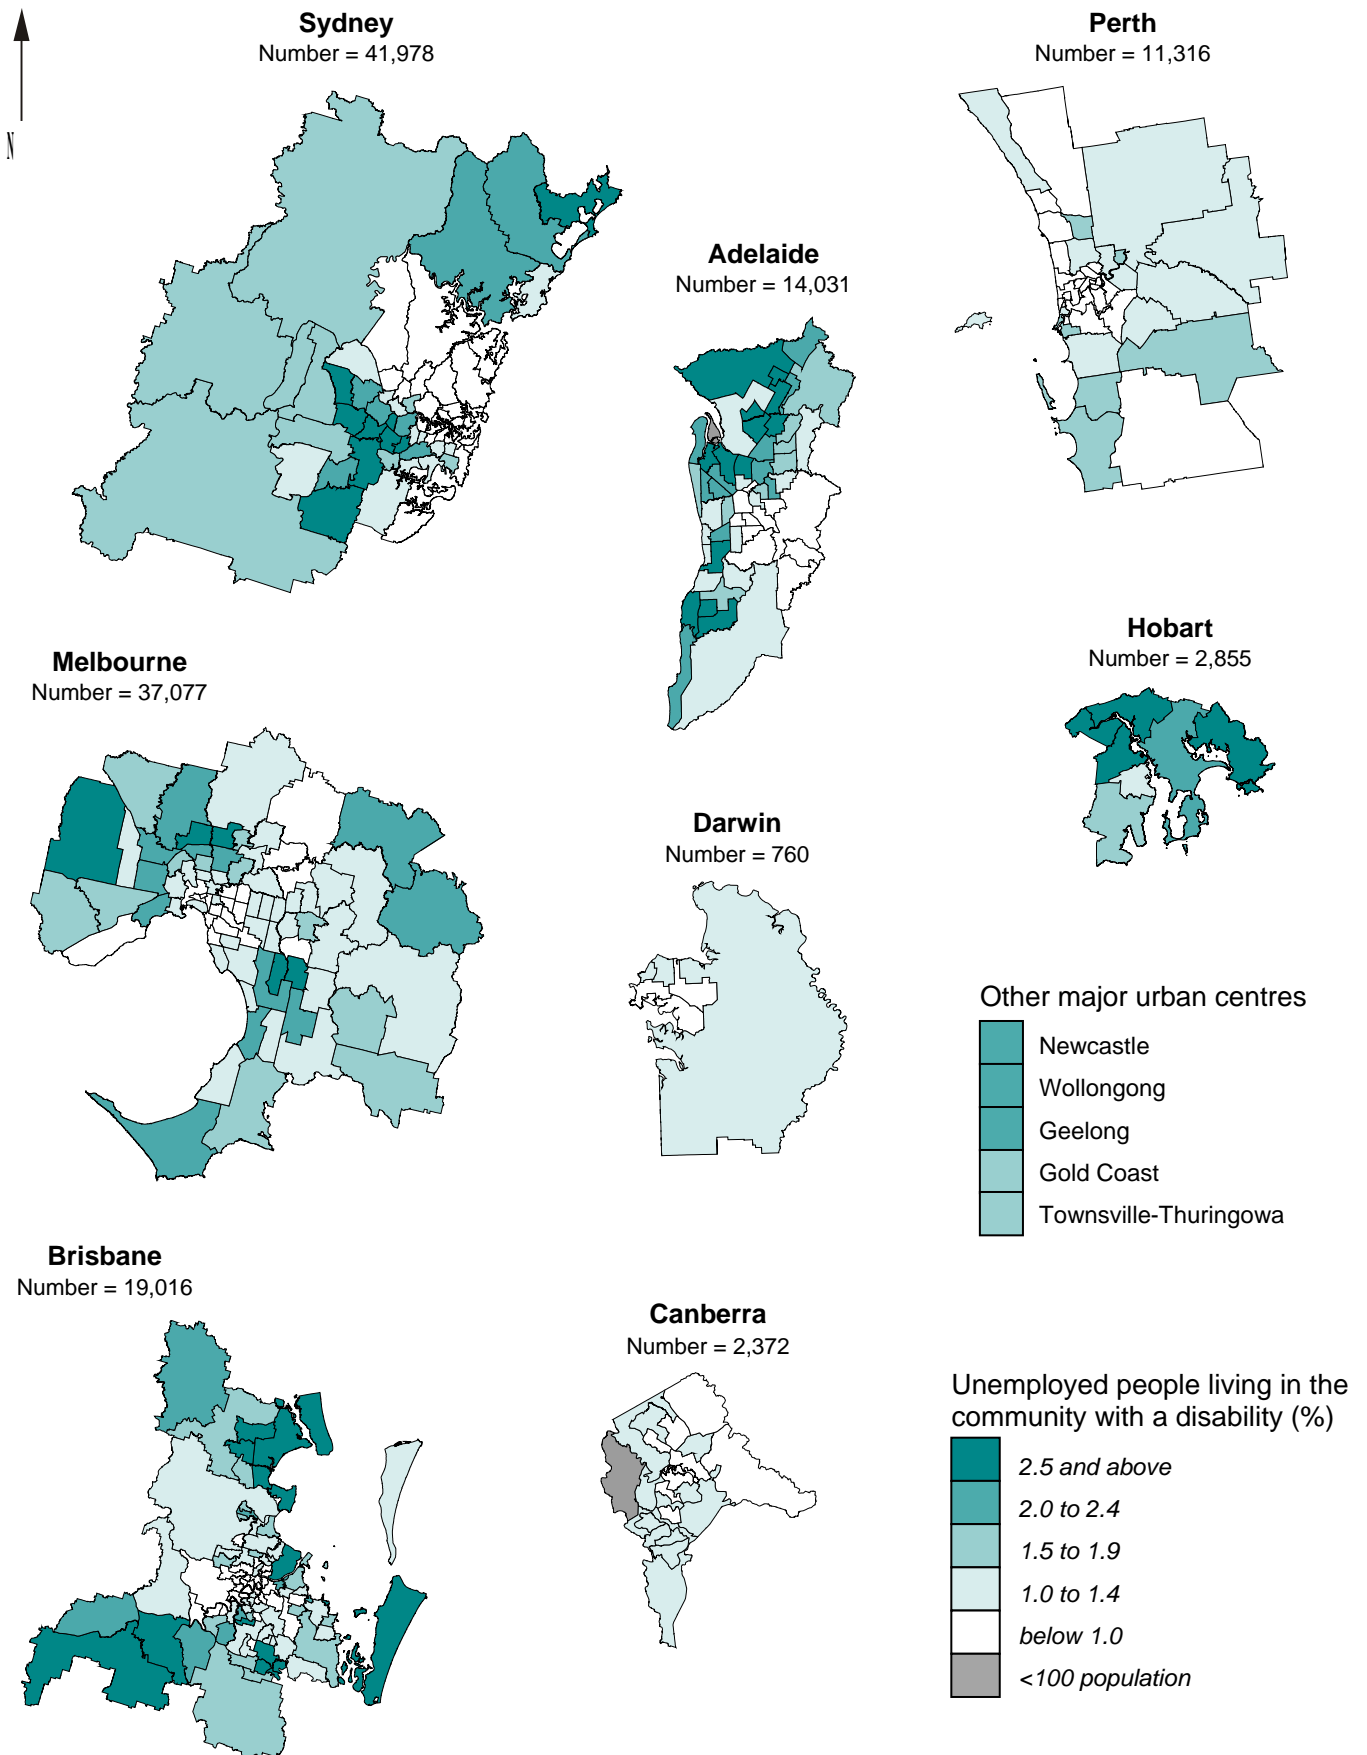 Sydney
Number = 41,978
Perth
Number = 11,316
N
Adelaide
Number = 14,031
Hobart
Number = 2,855
Melbourne
Number = 37,077
Darwin
Number = 760
Other major urban centres
Newcastle
Wollongong
Geelong
Gold Coast
Townsville-Thuringowa
Brisbane
Number = 19,016
Canberra
Number = 2,372
Unemployed people living in the
community with a disability (%)
2.5 and above
2.0 to 2.4
1.5 to 1.9
1.0 to 1.4
below 1.0
<100 population